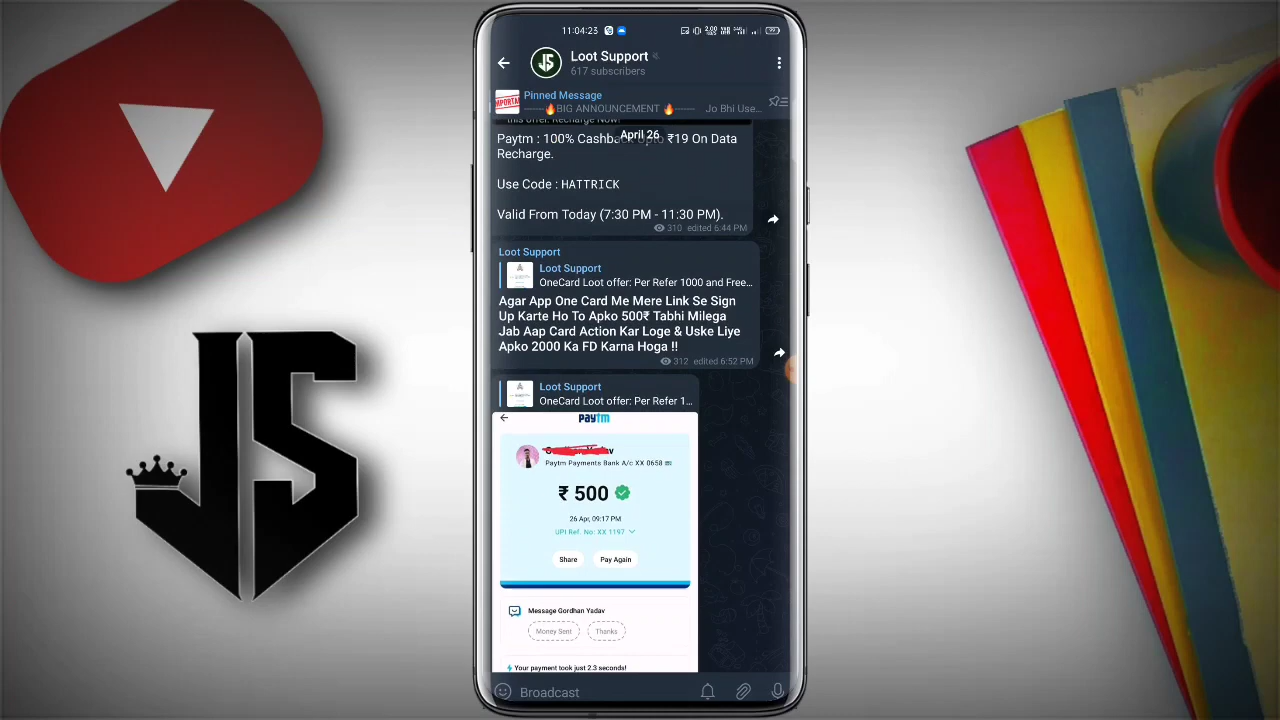 11:04:23
Loot Support
617 subscribers
Pinned Message
BIG ANNOUNCEMENT Jo Bhi Use...
this offer. Recharge Now!
April 26
Paytm : 100% Cashback Upto ₹19 On Data
Recharge.
Use Code : HATTRICK
Valid From Today (7:30 PM - 11:30 PM).
310 edited 6:44 PM
Loot Support
Loot Support
OneCard Loot offer: Per Refer 1000 and Free...
Agar App One Card Me Mere Link Se Sign
Up Karte Ho To Apko 500₹ Tabhi Milega
Jab Aap Card Action Kar Loge & Uske Liye
Apko 2000 Ka FD Karna Hoga !!
312 edited 6:52 PM
Loot Support
OneCard Loot offer: Per Refer 1...
paytm
Paytm Payments Bank A/c XX 0658
₹ 500
26 Apr, 09:17 PM
UPI Ref. No: XX 1197
Share Pay Again
Message Gordhan Yadav
Money Sent Thanks
Your payment took just 2.3 seconds!
Broadcast
JS